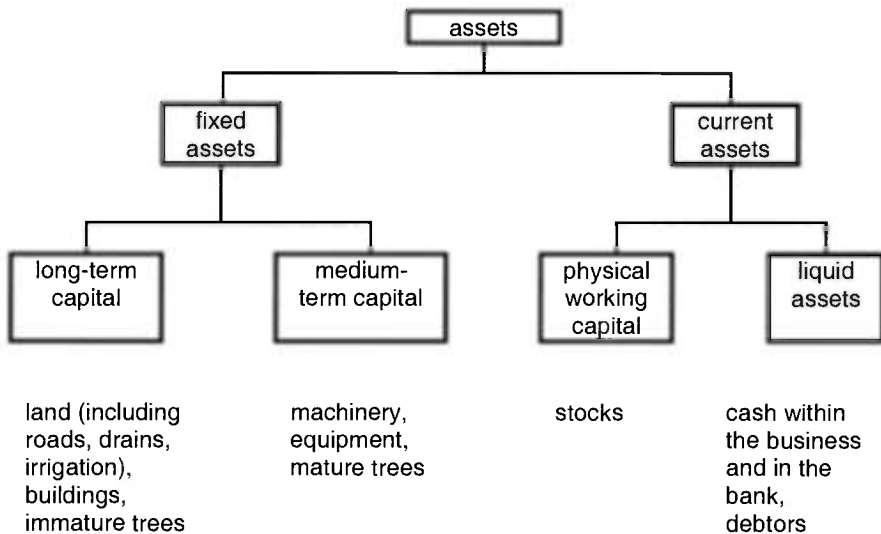 assets
fixed
assets
current
assets
long-term
capital
medium-
term capital
physical
working
capital
liquid
assets
land (including
roads, drains,
irrigation),
buildings,
immature trees
machinery,
equipment,
mature trees
stocks
cash within
the business
and in the
bank,
debtors